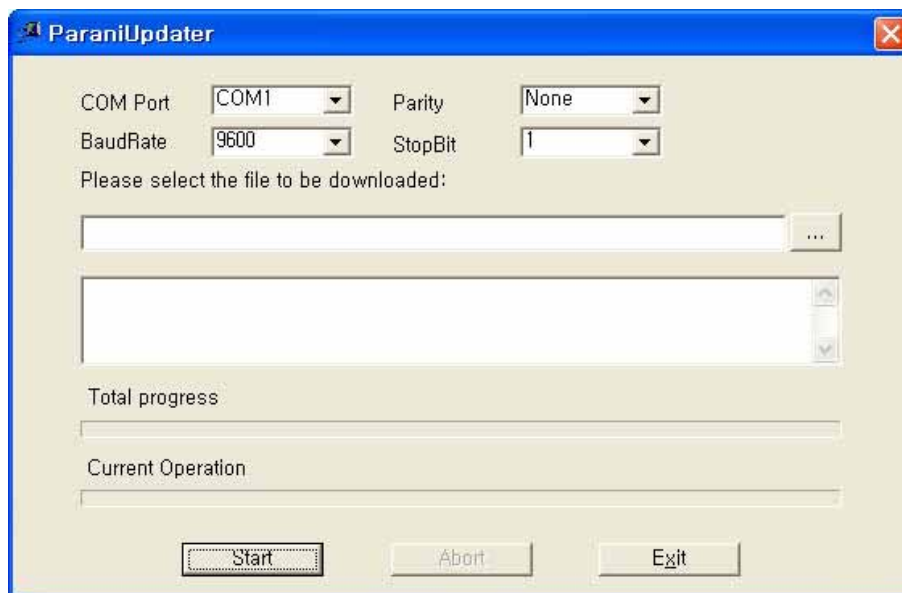 ParaniUpdater
COM Port COM1 Parity None
BaudRate 9600 StopBit 1
Please select the file to be downloaded:
...
Total progress
Current Operation
Start Abort Exit